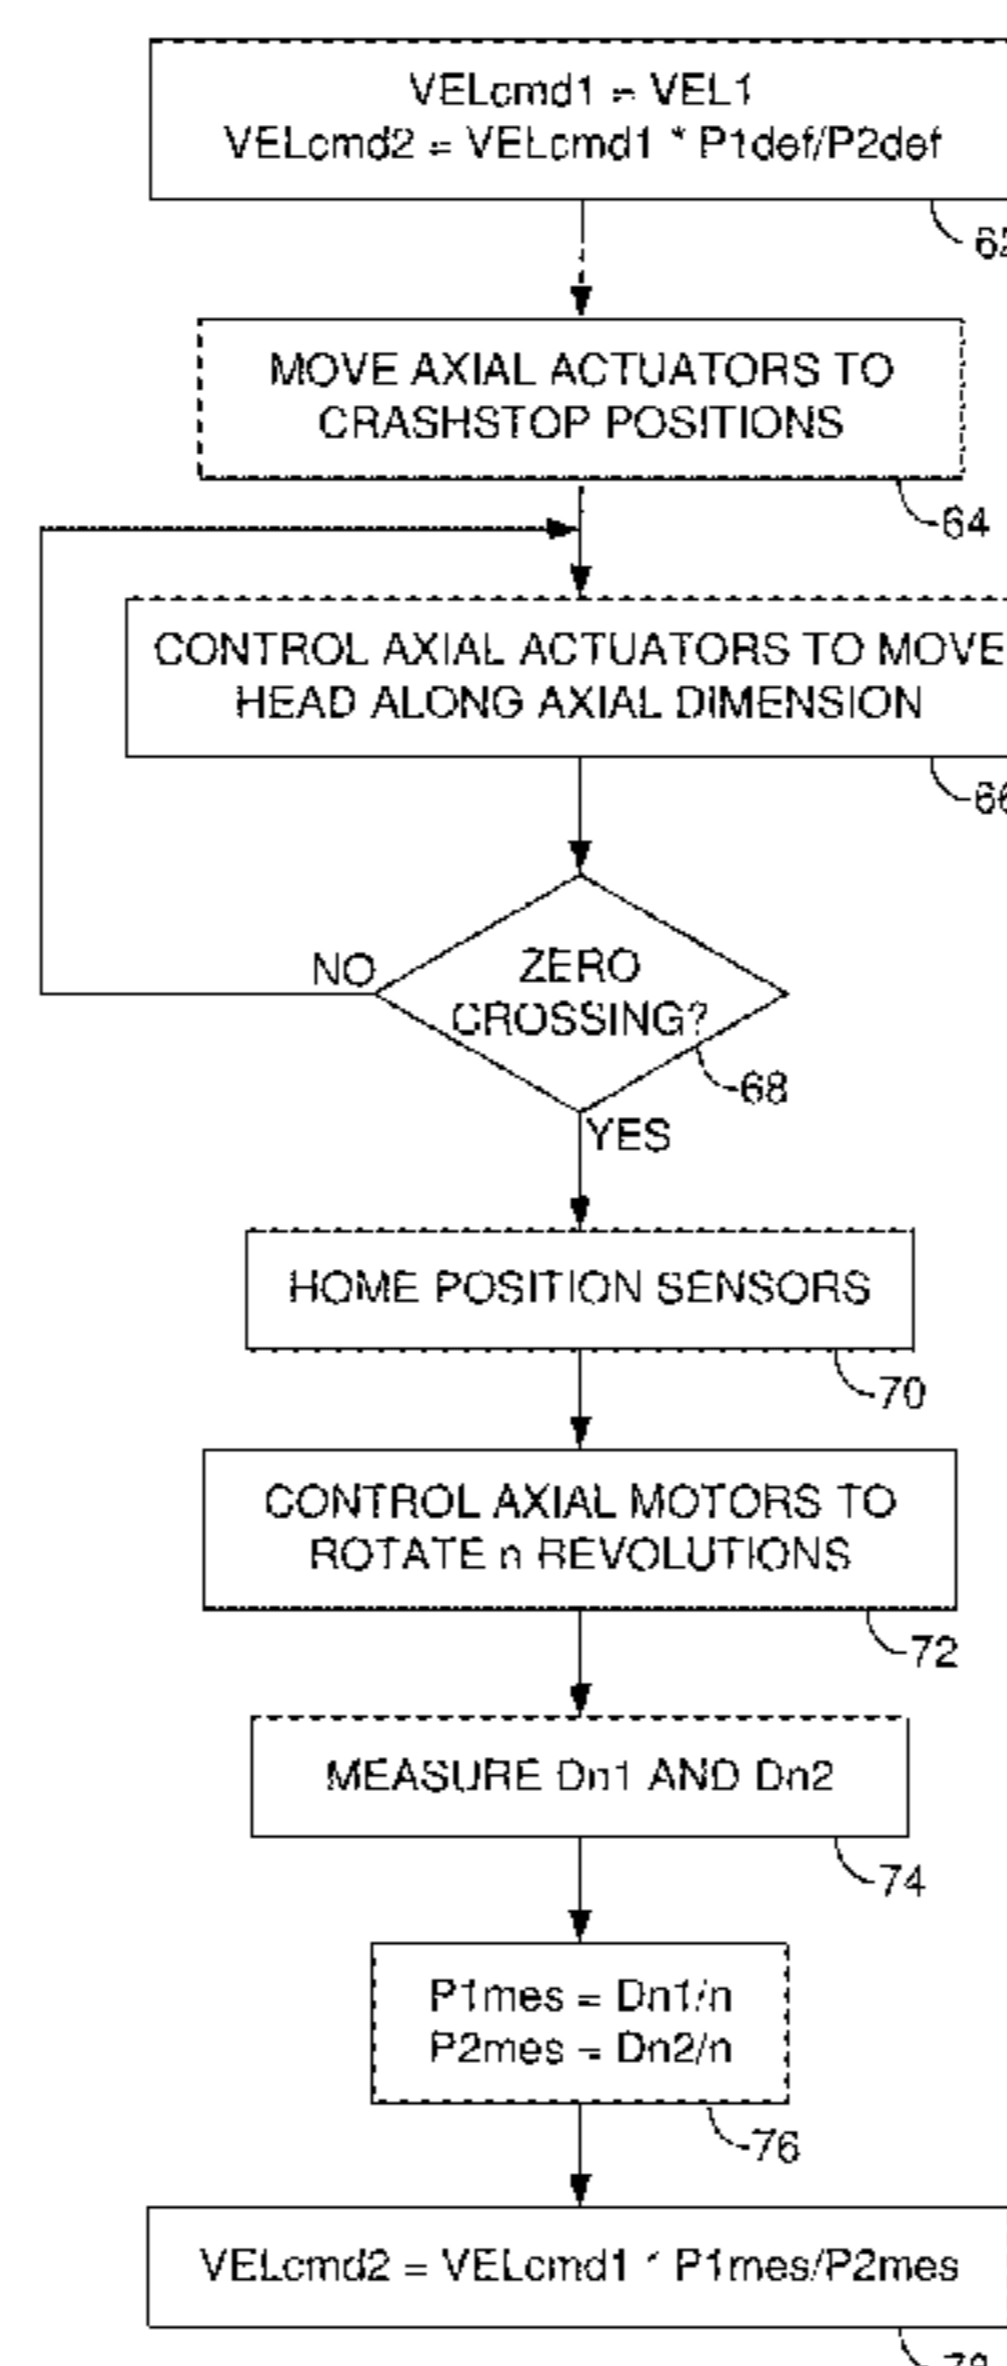 VELcmd1 = VEL1
VELcmd2 = VELcmd1 * P1def/P2def
MOVE AXIAL ACTUATORS TO
CRASHSTOP POSITIONS
64
CONTROL AXIAL ACTUATORS TO MOVE
HEAD ALONG AXIAL DIMENSION
66
NO
ZERO
CROSSING?
68
YES
HOME POSITION SENSORS
70
CONTROL AXIAL MOTORS TO
ROTATE n REVOLUTIONS
72
MEASURE Dn1 AND Dn2
74
P1mes = Dn1/n
P2mes = Dn2/n
76
VELcmd2 = VELcmd1 * P1mes/P2mes